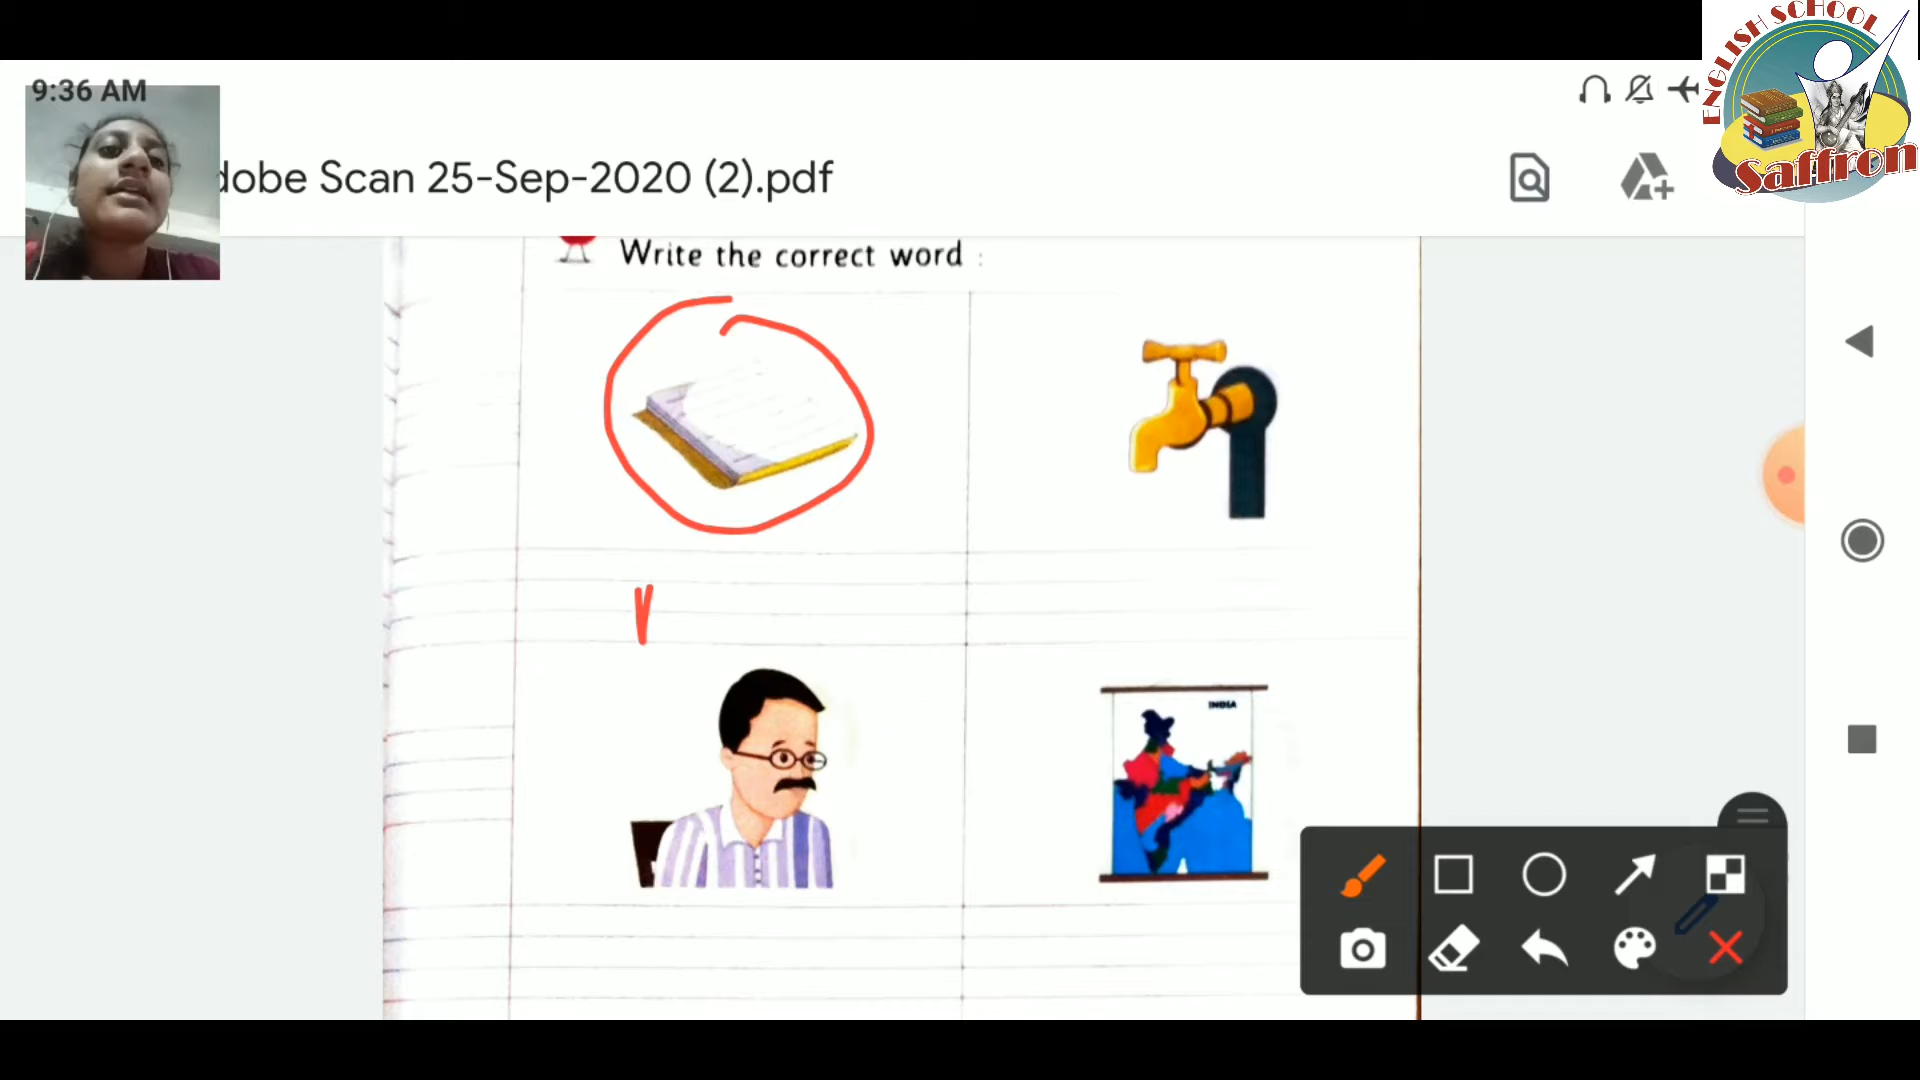 ENGLISH SCHOOL
Saffron
9:36 AM
dobe Scan 25-Sep-2020 (2).pdf
Write the correct word :
INDIA